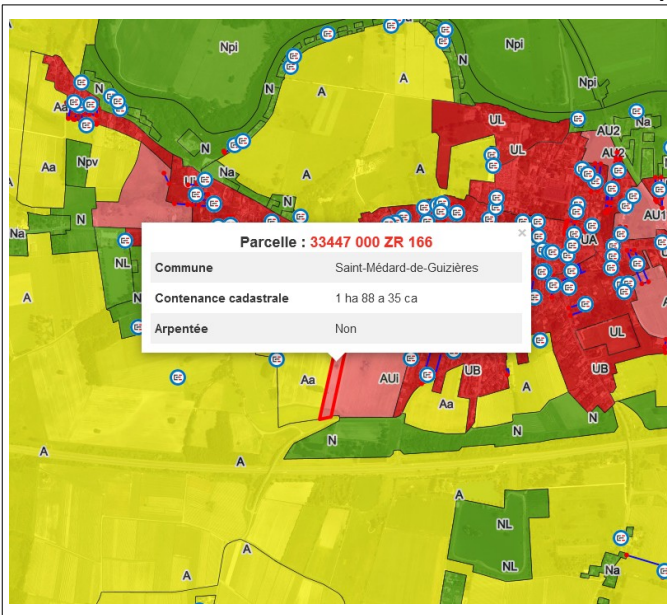 A
Npi
Npi
N
N
A
A
Npi
N
Aa
UL
Na
AU2
UL
AU2
N
Aa
Npv
Na
A
A
A
N
AU1
N
Na
UA
NL
A
Parcelle : 33447 000 ZR 166
×
Commune Saint-Médard-de-Guizières
Contenance cadastrale 1 ha 88 a 35 ca
Arpentée Non
N
A
UL
Aa
AUi
UB
UB
A
Aa
N
N
N
A
A
A
NL
A
NL
A
Na